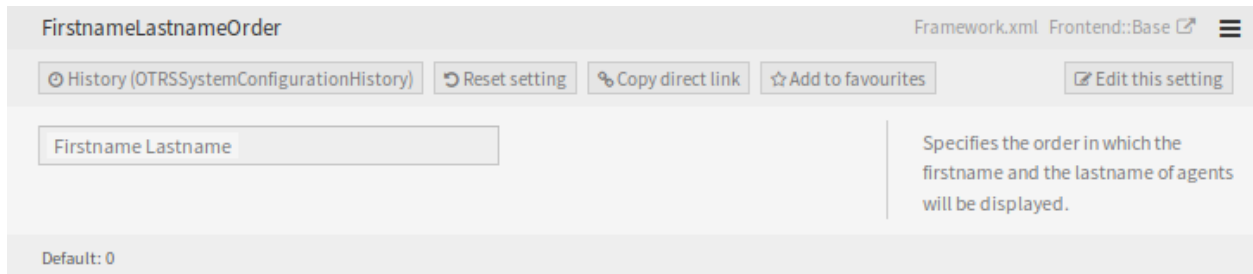 FirstnameLastnameOrder Framework.xml Frontend::Base
History (OTRSSystemConfigurationHistory) Reset setting Copy direct link Add to favourites Edit this setting
Firstname Lastname
Specifies the order in which the
firstname and the lastname of agents
will be displayed.
Default: 0